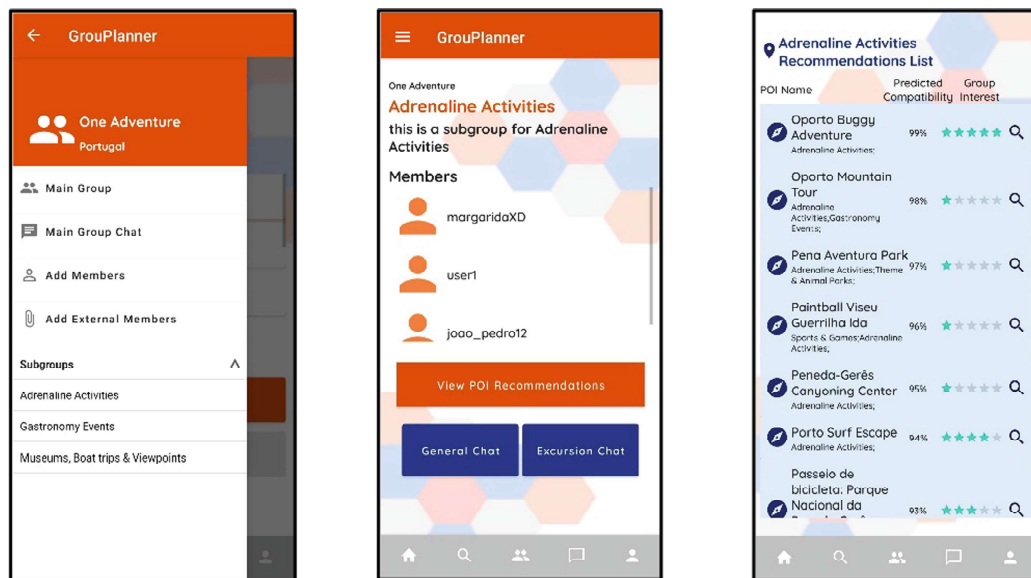 GrouPlanner
One Adventure
Portugal
Main Group
Main Group Chat
Add Members
Add External Members
Subgroups
Adrenaline Activities
Gastronomy Events
Museums, Boat trips & Viewpoints
GrouPlanner
One Adventure
Adrenaline Activities
this is a subgroup for Adrenaline
Activities
Members
margaridaXD
user1
joao_pedro12
View POI Recommendations
General Chat
Excursion Chat
Adrenaline Activities
Recommendations List
POI Name
Predicted
Compatibility
Group
Interest
Oporto Buggy
Adventure
Adrenaline Activities;
99%
Oporto Mountain
Tour
Adrenaline
Activities;Gastronomy
Events;
98%
Pena Aventura Park
Adrenaline Activities;Theme
& Animal Parks;
97%
Paintball Viseu
Guerrilha lda
Sports & Games;Adrenaline
Activities;
96%
Peneda-Gerês
Canyoning Center
Adrenaline Activities;
95%
Porto Surf Escape
Adrenaline Activities;
94%
Passeio de
bicicleta: Parque
Nacional da
93%